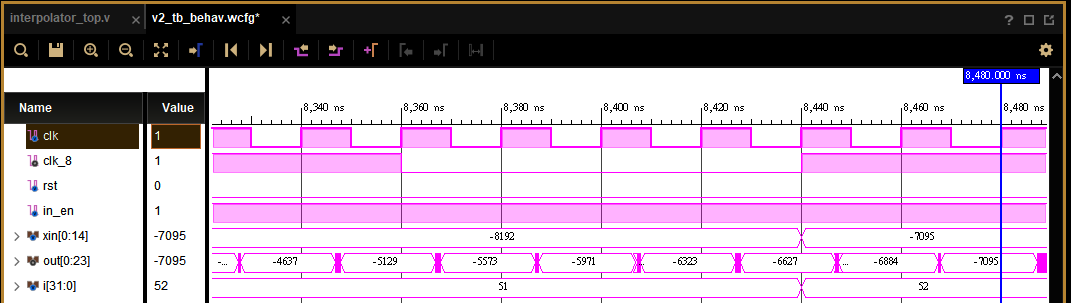 interpolator_top.v × v2_tb_behav.wcfg* ×
?
8,480.000 ns
Name Value
8,340 ns 8,360 ns 8,380 ns 8,400 ns 8,420 ns 8,440 ns 8,460 ns 8,480 ns
clk 1
clk_8 1
rst 0
in_en 1
xin[0:14] -7095 -8192 -7095
out[0:23] -7095 -... -4637 -5129 -5573 -5971 -6323 -6627 ... -6884 -7095
i[31:0] 52 51 52